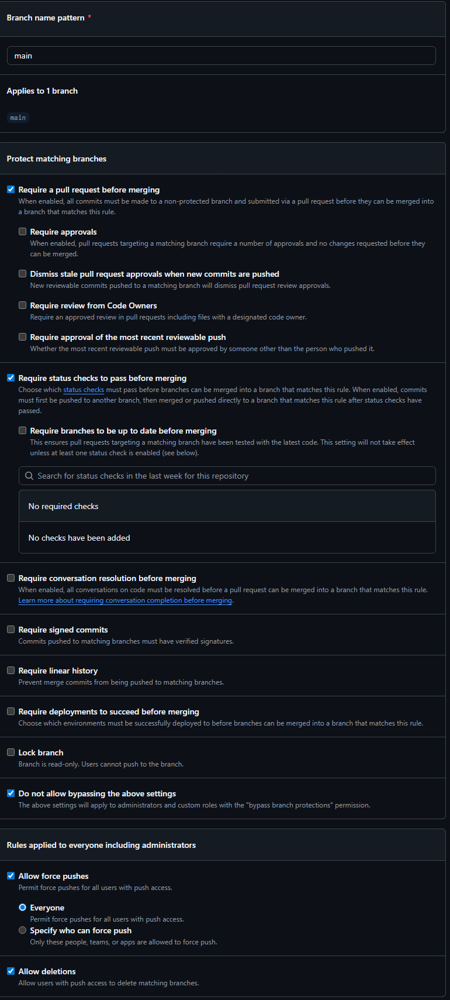 Branch name pattern *
main
Applies to 1 branch
main
Protect matching branches
Require a pull request before merging
When enabled, all commits must be made to a non-protected branch and submitted via a pull request before they can be merged into
a branch that matches this rule.
Require approvals
When enabled, pull requests targeting a matching branch require a number of approvals and no changes requested before they
can be merged.
Dismiss stale pull request approvals when new commits are pushed
New reviewable commits pushed to a matching branch will dismiss pull request review approvals.
Require review from Code Owners
Require an approved review in pull requests including files with a designated code owner.
Require approval of the most recent reviewable push
Whether the most recent reviewable push must be approved by someone other than the person who pushed it.
Require status checks to pass before merging
Choose which status checks must pass before branches can be merged into a branch that matches this rule. When enabled, commits
must first be pushed to another branch, then merged or pushed directly to a branch that matches this rule after status checks have
passed.
Require branches to be up to date before merging
This ensures pull requests targeting a matching branch have been tested with the latest code. This setting will not take effect
unless at least one status check is enabled (see below).
Search for status checks in the last week for this repository
No required checks
No checks have been added
Require conversation resolution before merging
When enabled, all conversations on code must be resolved before a pull request can be merged into a branch that matches this rule.
Learn more about requiring conversation completion before merging.
Require signed commits
Commits pushed to matching branches must have verified signatures.
Require linear history
Prevent merge commits from being pushed to matching branches.
Require deployments to succeed before merging
Choose which environments must be successfully deployed to before branches can be merged into a branch that matches this rule.
Lock branch
Branch is read-only. Users cannot push to the branch.
Do not allow bypassing the above settings
The above settings will apply to administrators and custom roles with the "bypass branch protections" permission.
Rules applied to everyone including administrators
Allow force pushes
Permit force pushes for all users with push access.
Everyone
Permit force pushes for all users with push access.
Specify who can force push
Only these people, teams, or apps are allowed to force push.
Allow deletions
Allow users with push access to delete matching branches.